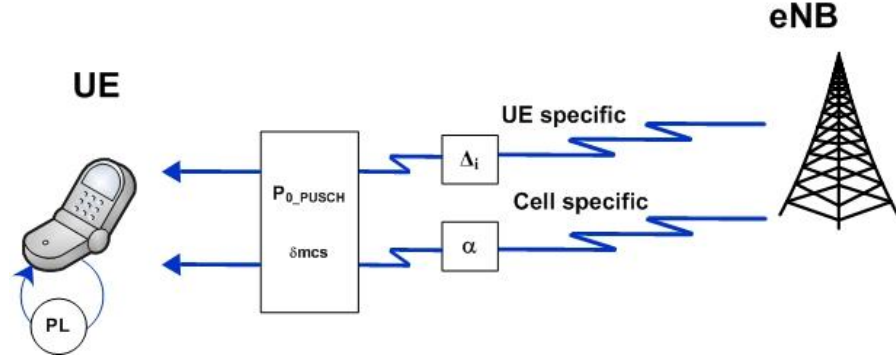 eNB
UE
UE specific
Δi
P0_PUSCH
Cell specific
δmcs
α
PL